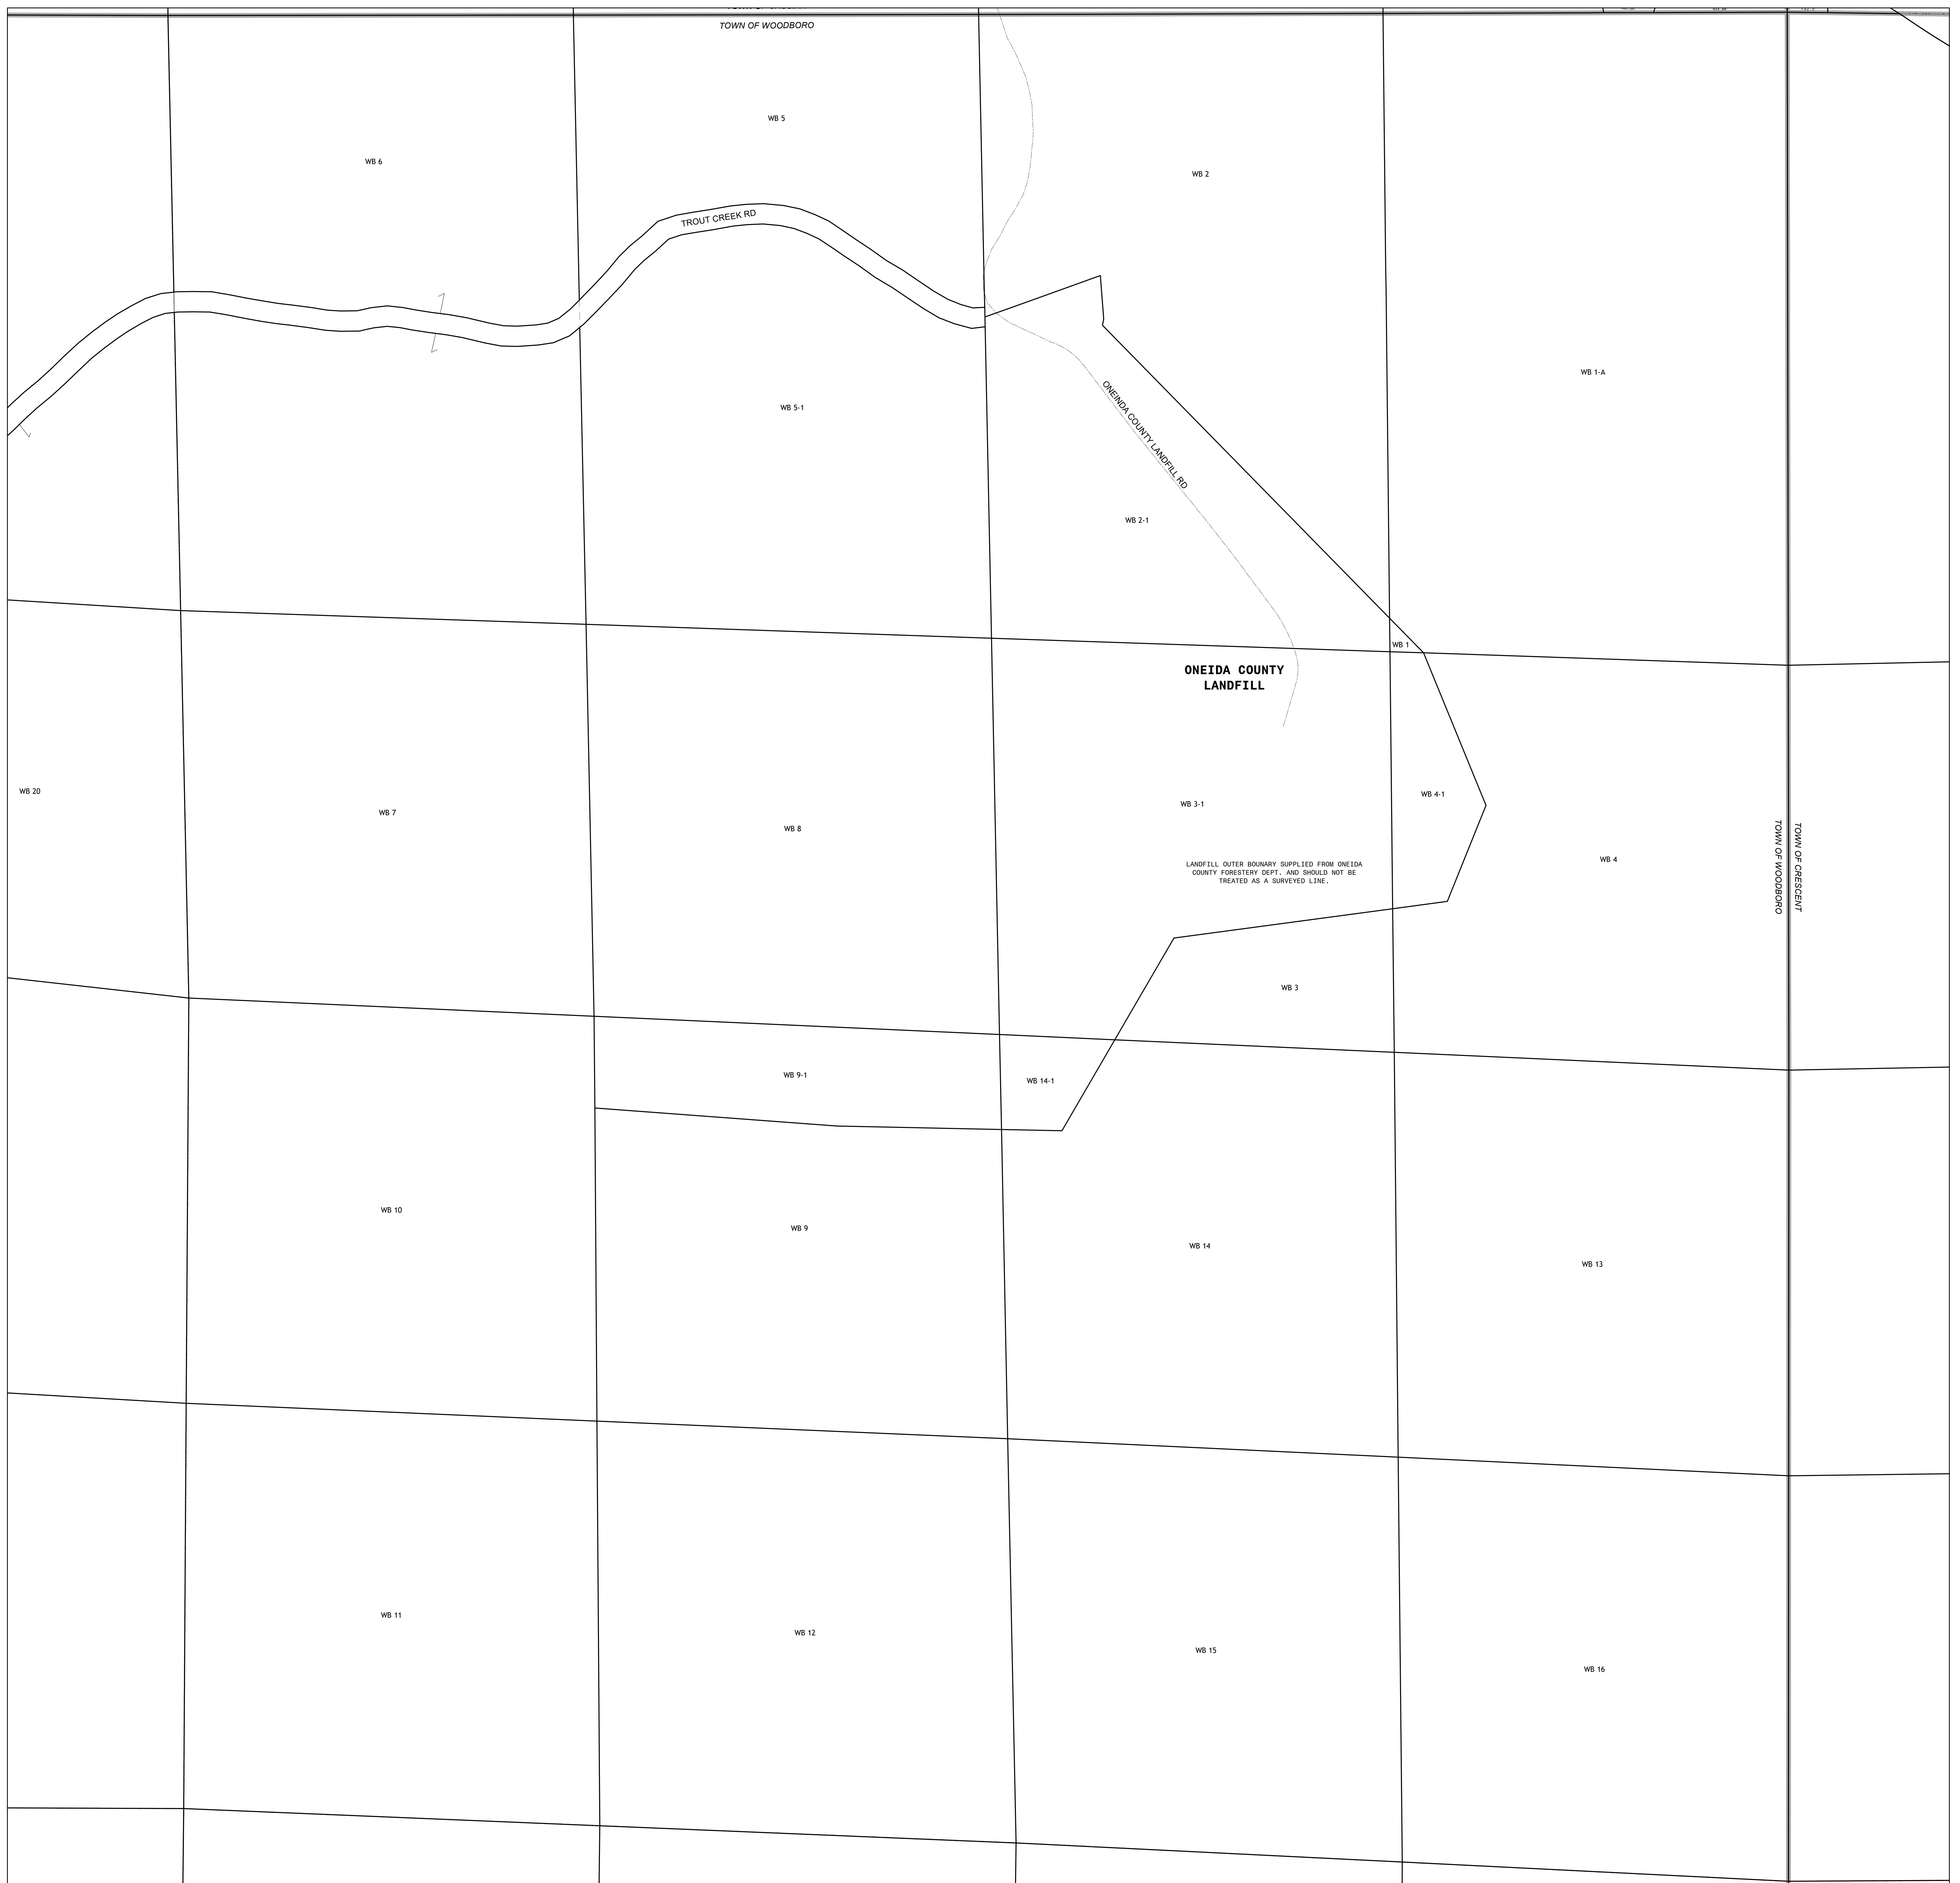 TOWN OF WOODBORO
WB 5
WB 6
WB 2
TROUT CREEK RD
WB 1-A
ONEINDA COUNTY LANDFILL RD
WB 5-1
WB 2-1
WB 1
ONEIDA COUNTY
LANDFILL
WB 20
WB 7
WB 8
WB 3-1
WB 4-1
LANDFILL OUTER BOUNARY SUPPLIED FROM ONEIDA
COUNTY FORESTERY DEPT. AND SHOULD NOT BE
TREATED AS A SURVEYED LINE.
WB 4
TOWN OF WOODBORO
TOWN OF CRESCENT
WB 3
WB 9-1
WB 14-1
WB 10
WB 9
WB 14
WB 13
WB 11
WB 12
WB 15
WB 16